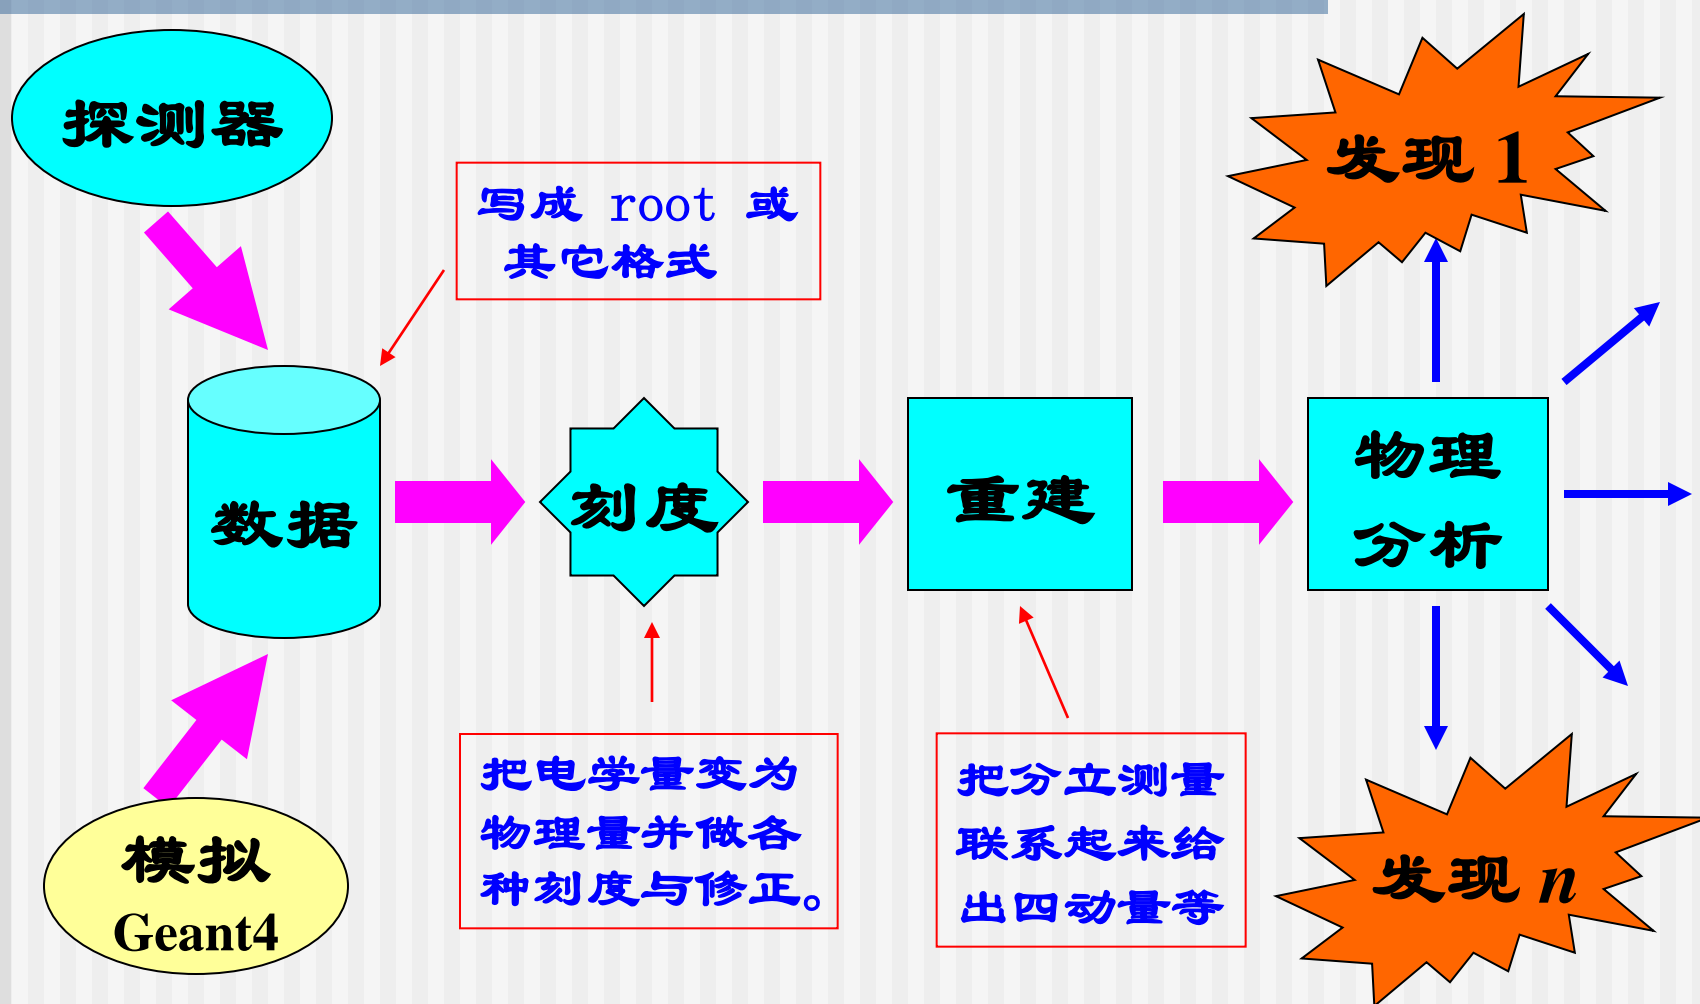 探测器
写成 root 或
其它格式
发现 1
数据
刻度
重建
物理
分析
把电学量变为
物理量并做各
种刻度与修正。
把分立测量
联系起来给
出四动量等
模拟
Geant4
发现 n